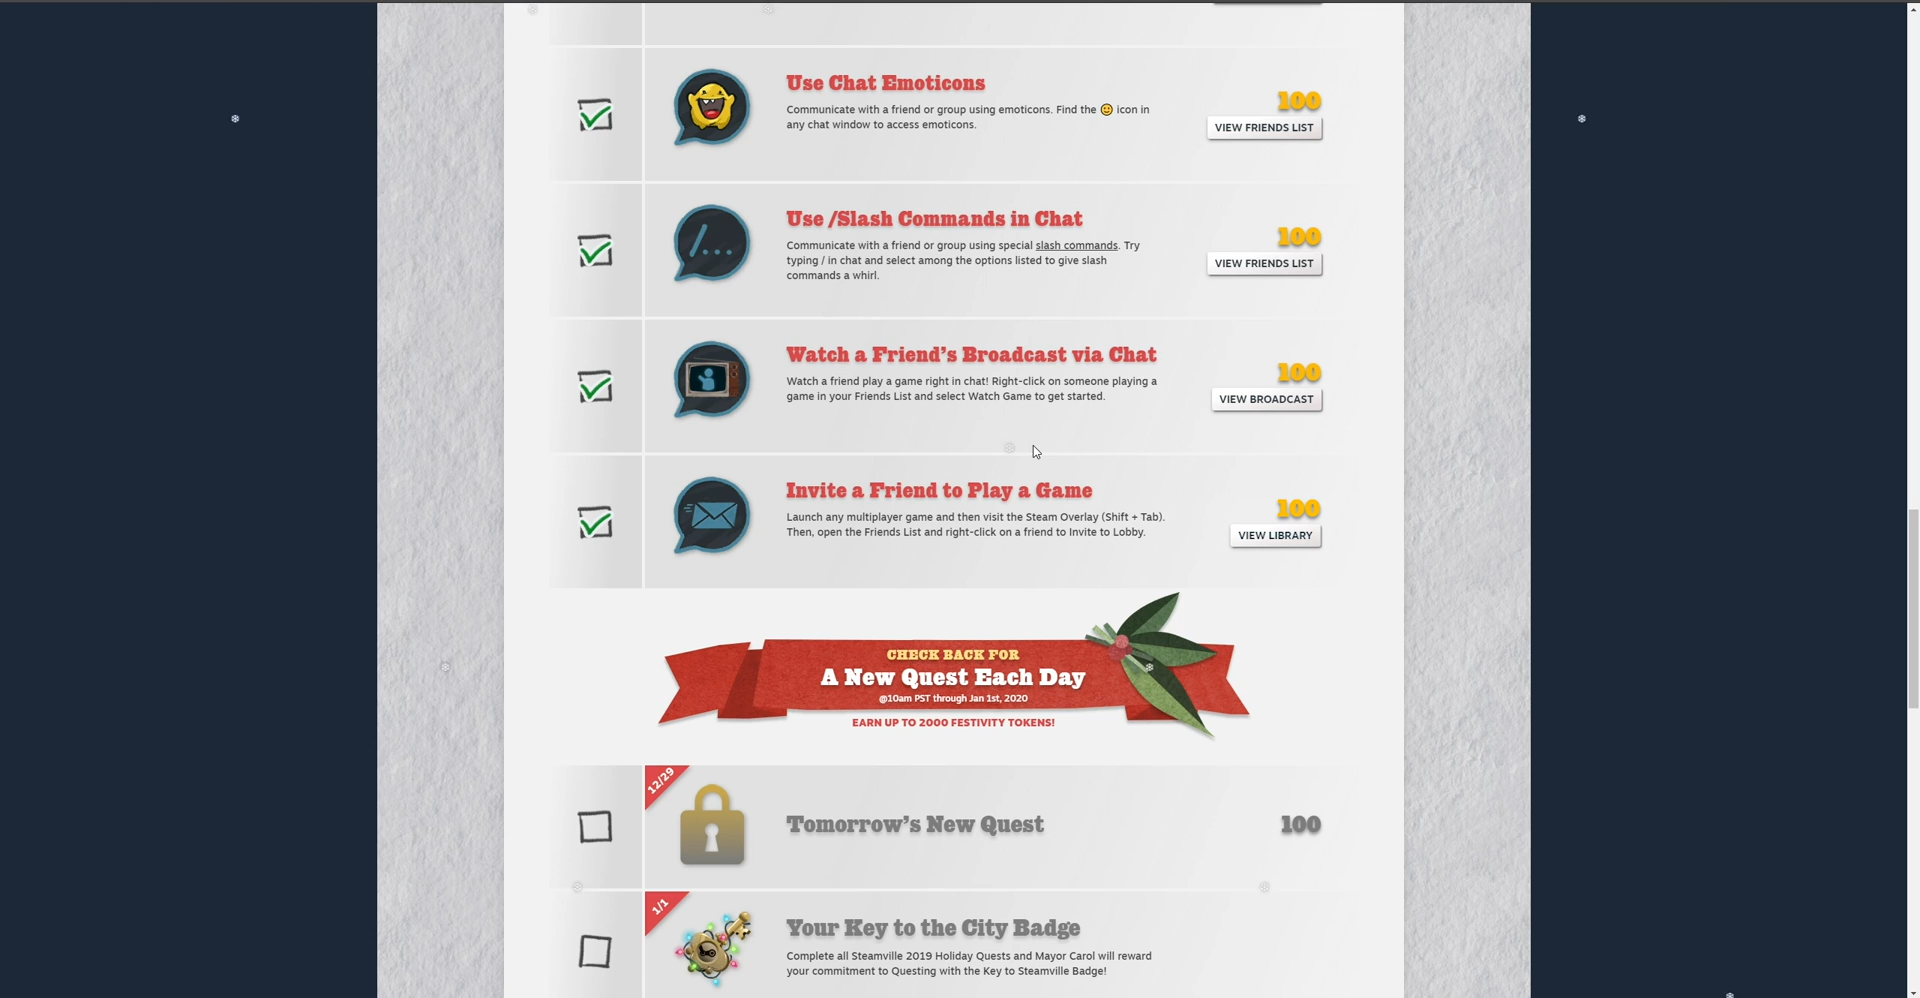 Use Chat Emoticons
Communicate with a friend or group using emoticons. Find the 🙂 icon in
any chat window to access emoticons.
100
VIEW FRIENDS LIST
/...
Use /Slash Commands in Chat
Communicate with a friend or group using special slash commands. Try
typing / in chat and select among the options listed to give slash
commands a whirl.
100
VIEW FRIENDS LIST
Watch a Friend's Broadcast via Chat
Watch a friend play a game right in chat! Right-click on someone playing a
game in your Friends List and select Watch Game to get started.
100
VIEW BROADCAST
Invite a Friend to Play a Game
Launch any multiplayer game and then visit the Steam Overlay (Shift + Tab).
Then, open the Friends List and right-click on a friend to Invite to Lobby.
100
VIEW LIBRARY
CHECK BACK FOR
A New Quest Each Day
@10am PST through Jan 1st, 2020
EARN UP TO 2000 FESTIVITY TOKENS!
12/29
Tomorrow's New Quest
100
1/1
Your Key to the City Badge
Complete all Steamville 2019 Holiday Quests and Mayor Carol will reward
your commitment to Questing with the Key to Steamville Badge!